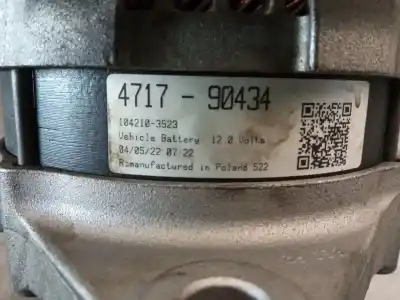 4717 - 90434
104210-3523
Vehicle Battery 12.0 Volts
04/05/22 07 22
Remanufactured in Poland 522